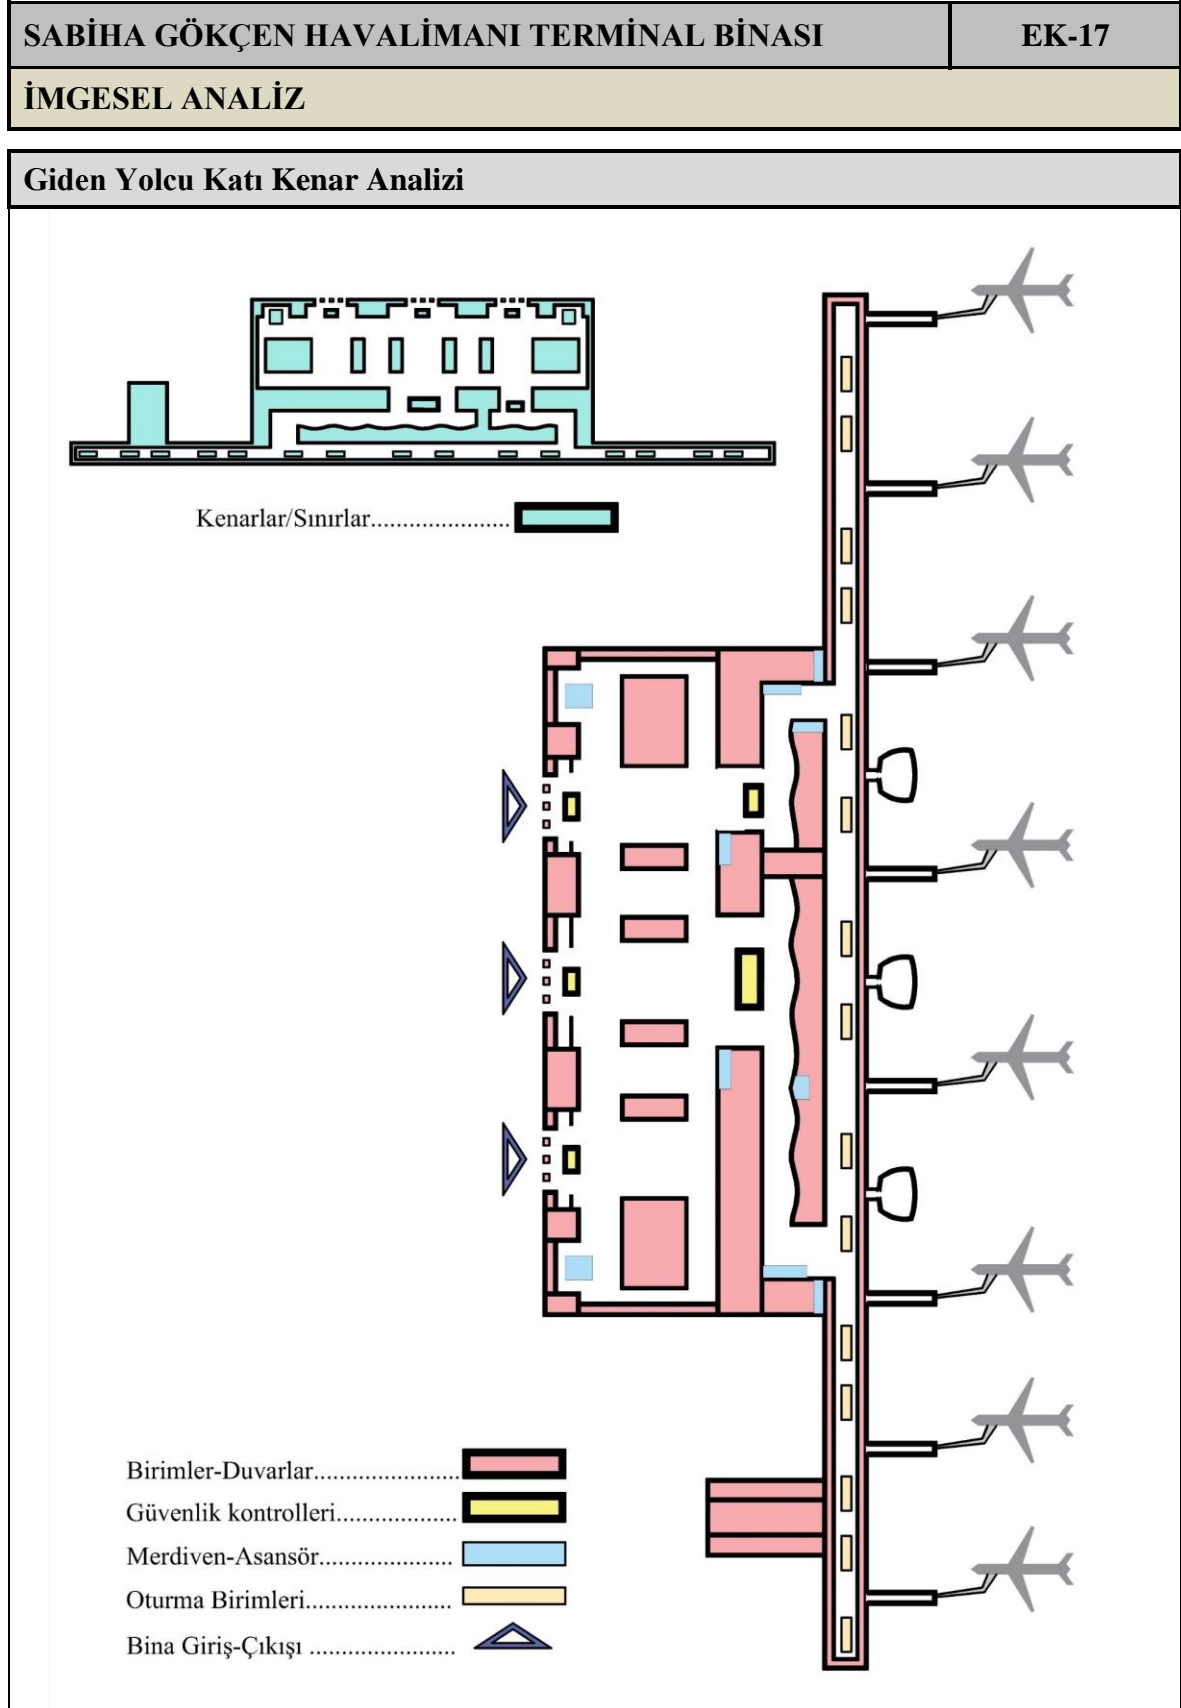 SABİHA GÖKÇEN HAVALİMANI TERMİNAL BİNASI EK-17
İMGESEL ANALİZ
Giden Yolcu Katı Kenar Analizi
Kenarlar/Sınırlar......................
Birimler-Duvarlar.......................
Güvenlik kontrolleri...................
Merdiven-Asansör.....................
Oturma Birimleri.......................
Bina Giriş-Çıkışı .......................